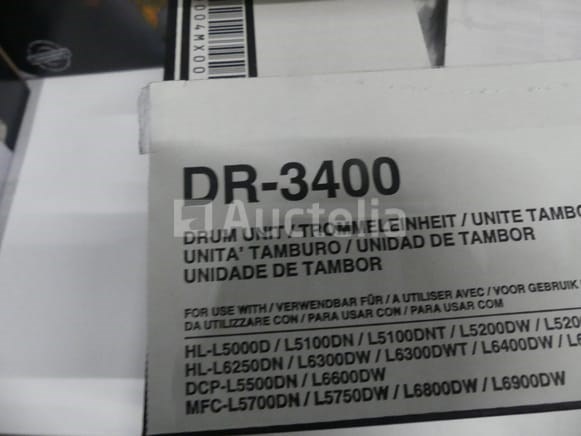 004MX00
DR-3400
Auctelia
DRUM UNIT / TROMMELEINHEIT / UNITE TAMBO
UNITA' TAMBURO / UNIDAD DE TAMBOR
UNIDADE DE TAMBOR
FOR USE WITH / VERWENDBAR FÜR / A UTILISER AVEC / VOOR GEBRUIK
DA UTILIZZARE CON / PARA USAR CON / PARA USAR COM
HL-L5000D / L5100DN / L5100DNT / L5200DW / L520
HL-L6250DN / L6300DW / L6300DWT / L6400DW / L6
DCP-L5500DN / L6600DW
MFC-L5700DN / L5750DW / L6800DW / L6900DW